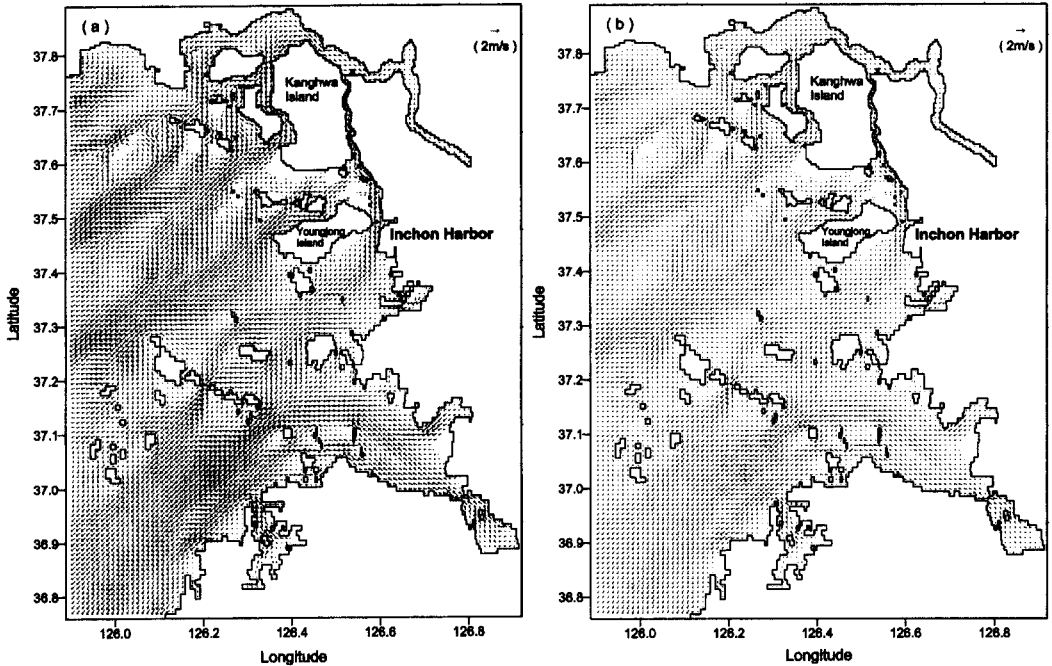 ( a )
( 2m/s )
Kanghwa
Island
Youngjong
Island
Inchon Harbor
Latitude
37.8
37.7
37.6
37.5
37.4
37.3
37.2
37.1
37.0
36.9
36.8
126.0
126.2
126.4
126.6
126.8
Longitude
( b )
( 2m/s )
Kanghwa
Island
Youngjong
Island
Inchon Harbor
Latitude
37.8
37.7
37.6
37.5
37.4
37.3
37.2
37.1
37.0
36.9
36.8
126.0
126.2
126.4
126.6
126.8
Longitude